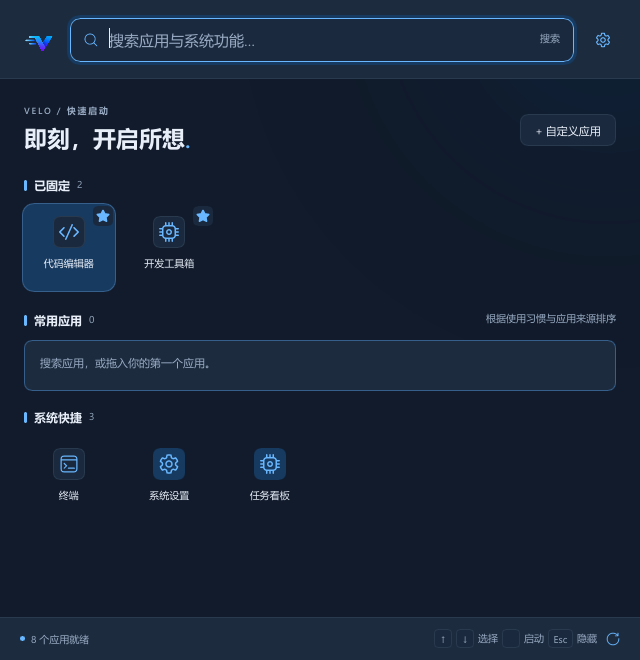 搜索应用与系统功能...
搜索
VELO / 快速启动
即刻，开启所想.
+ 自定义应用
已固定 2
代码编辑器
开发工具箱
常用应用 0
根据使用习惯与应用来源排序
搜索应用，或拖入你的第一个应用。
系统快捷 3
终端
系统设置
任务看板
8 个应用就绪
↑ ↓ 选择 启动 Esc 隐藏